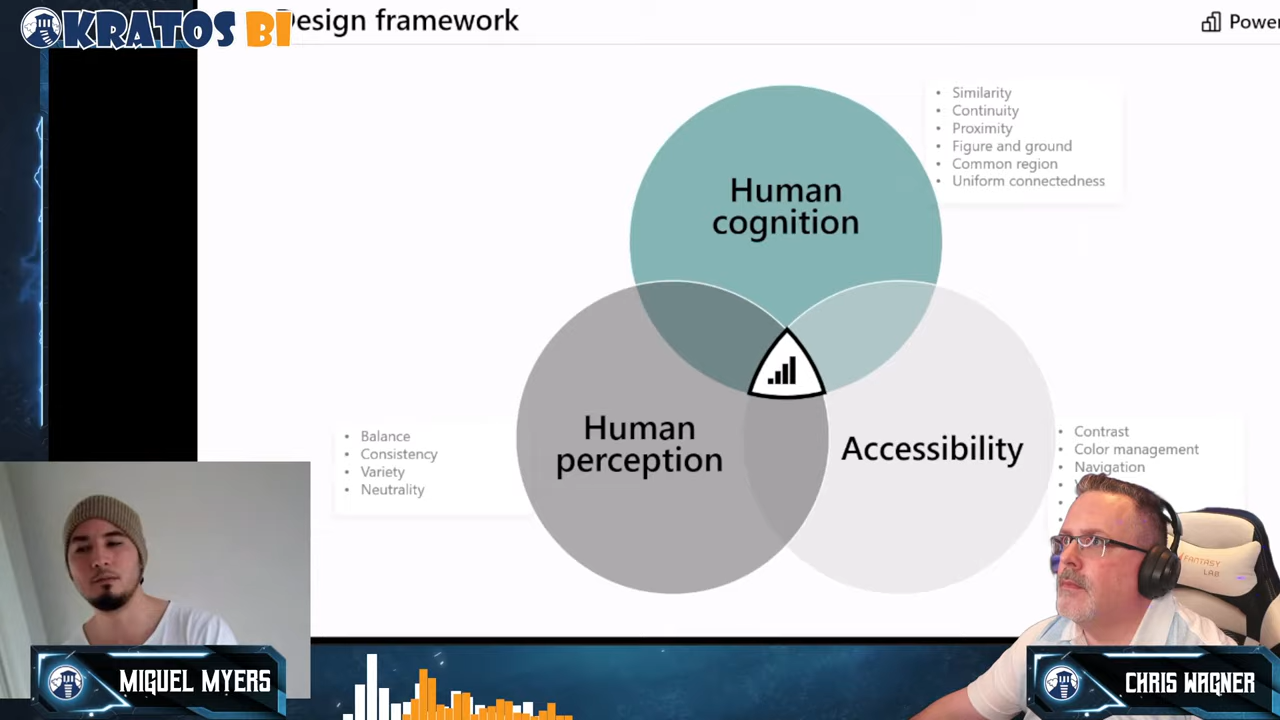 KRATOS BI
Design framework
Power
• Similarity
• Continuity
• Proximity
• Figure and ground
• Common region
• Uniform connectedness
Human
cognition
Human
perception
Accessibility
• Balance
• Consistency
• Variety
• Neutrality
• Contrast
• Color management
• Navigation
FANTASY
LAB
MIGUEL MYERS
CHRIS WAGNER